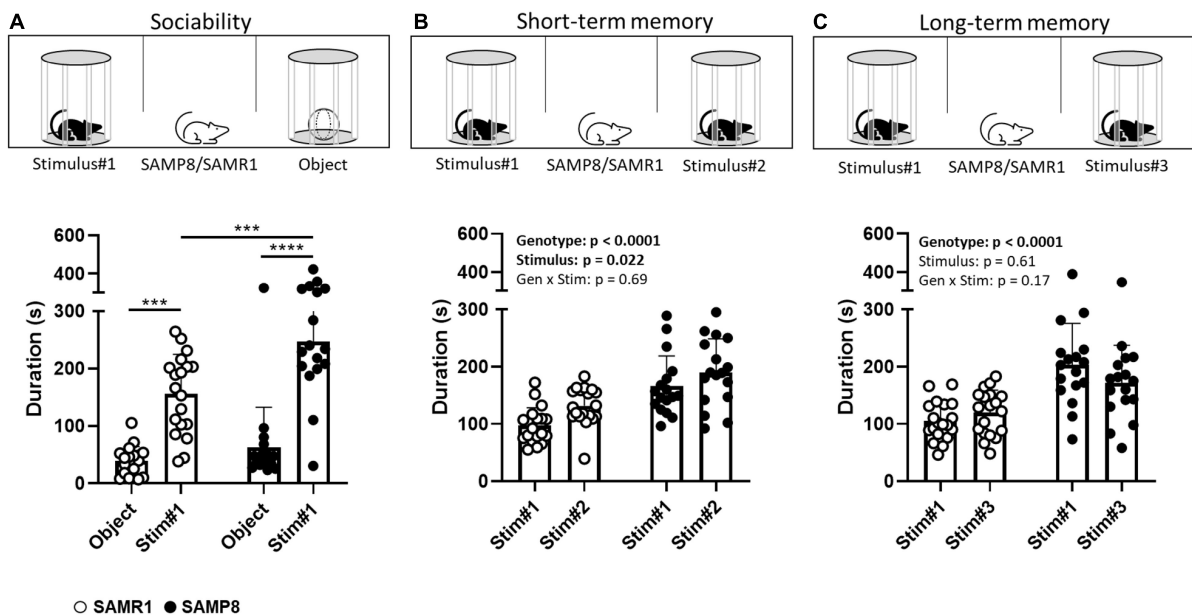 A
Sociability
Stimulus#1
SAMP8/SAMR1
Object
Duration (s)
600
400
300
200
100
0
***
***
****
Object
Stim#1
Object
Stim#1
B
Short-term memory
Stimulus#1
SAMP8/SAMR1
Stimulus#2
Duration (s)
600
400
300
200
100
0
Genotype: p < 0.0001
Stimulus: p = 0.022
Gen x Stim: p = 0.69
Stim#1
Stim#2
Stim#1
Stim#2
C
Long-term memory
Stimulus#1
SAMP8/SAMR1
Stimulus#3
Duration (s)
600
400
300
200
100
0
Genotype: p < 0.0001
Stimulus: p = 0.61
Gen x Stim: p = 0.17
Stim#1
Stim#3
Stim#1
Stim#3
SAMR1 SAMP8